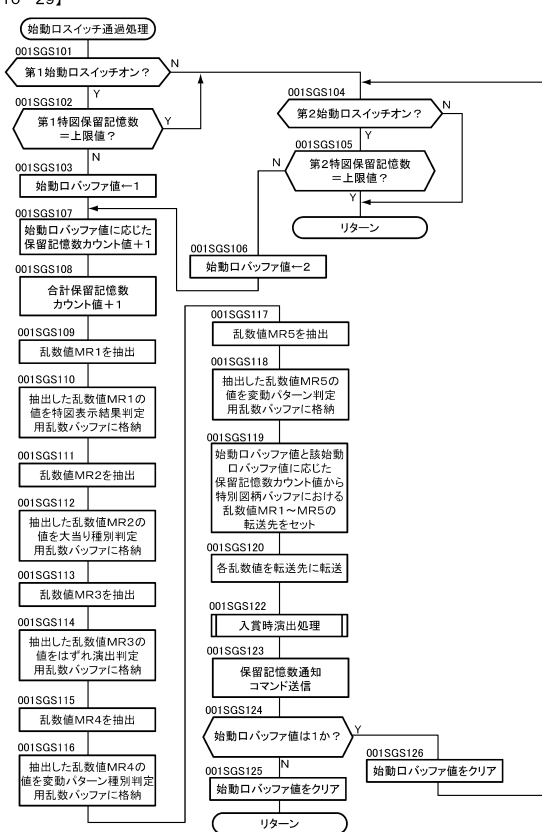 始動口スイッチ通過処理
001SGS101
第1始動口スイッチオン?
N
Y
001SGS102
第1特図保留記憶数
=上限値?
Y
N
001SGS103
始動口バッファ値←1
001SGS107
始動口バッファ値に応じた
保留記憶数カウント値+1
001SGS108
合計保留記憶数
カウント値+1
001SGS109
乱数値MR1を抽出
001SGS110
抽出した乱数値MR1の
値を特図表示結果判定
用乱数バッファに格納
001SGS111
乱数値MR2を抽出
001SGS112
抽出した乱数値MR2の
値を大当り種別判定
用乱数バッファに格納
001SGS113
乱数値MR3を抽出
001SGS114
抽出した乱数値MR3の
値をはずれ演出判定
用乱数バッファに格納
001SGS115
乱数値MR4を抽出
001SGS116
抽出した乱数値MR4の
値を変動パターン種別判定
用乱数バッファに格納
001SGS104
第2始動口スイッチオン?
N
Y
001SGS105
第2特図保留記憶数
=上限値?
N
Y
リターン
001SGS106
始動口バッファ値←2
001SGS117
乱数値MR5を抽出
001SGS118
抽出した乱数値MR5の
値を変動パターン判定
用乱数バッファに格納
001SGS119
始動口バッファ値と該始動
口バッファ値に応じた
保留記憶数カウント値から
特別図柄バッファにおける
乱数値MR1~MR5の
転送先をセット
001SGS120
各乱数値を転送先に転送
001SGS122
入賞時演出処理
001SGS123
保留記憶数通知
コマンド送信
001SGS124
始動口バッファ値は1か?
Y
N
001SGS125
始動口バッファ値をクリア
001SGS126
始動口バッファ値をクリア
リターン